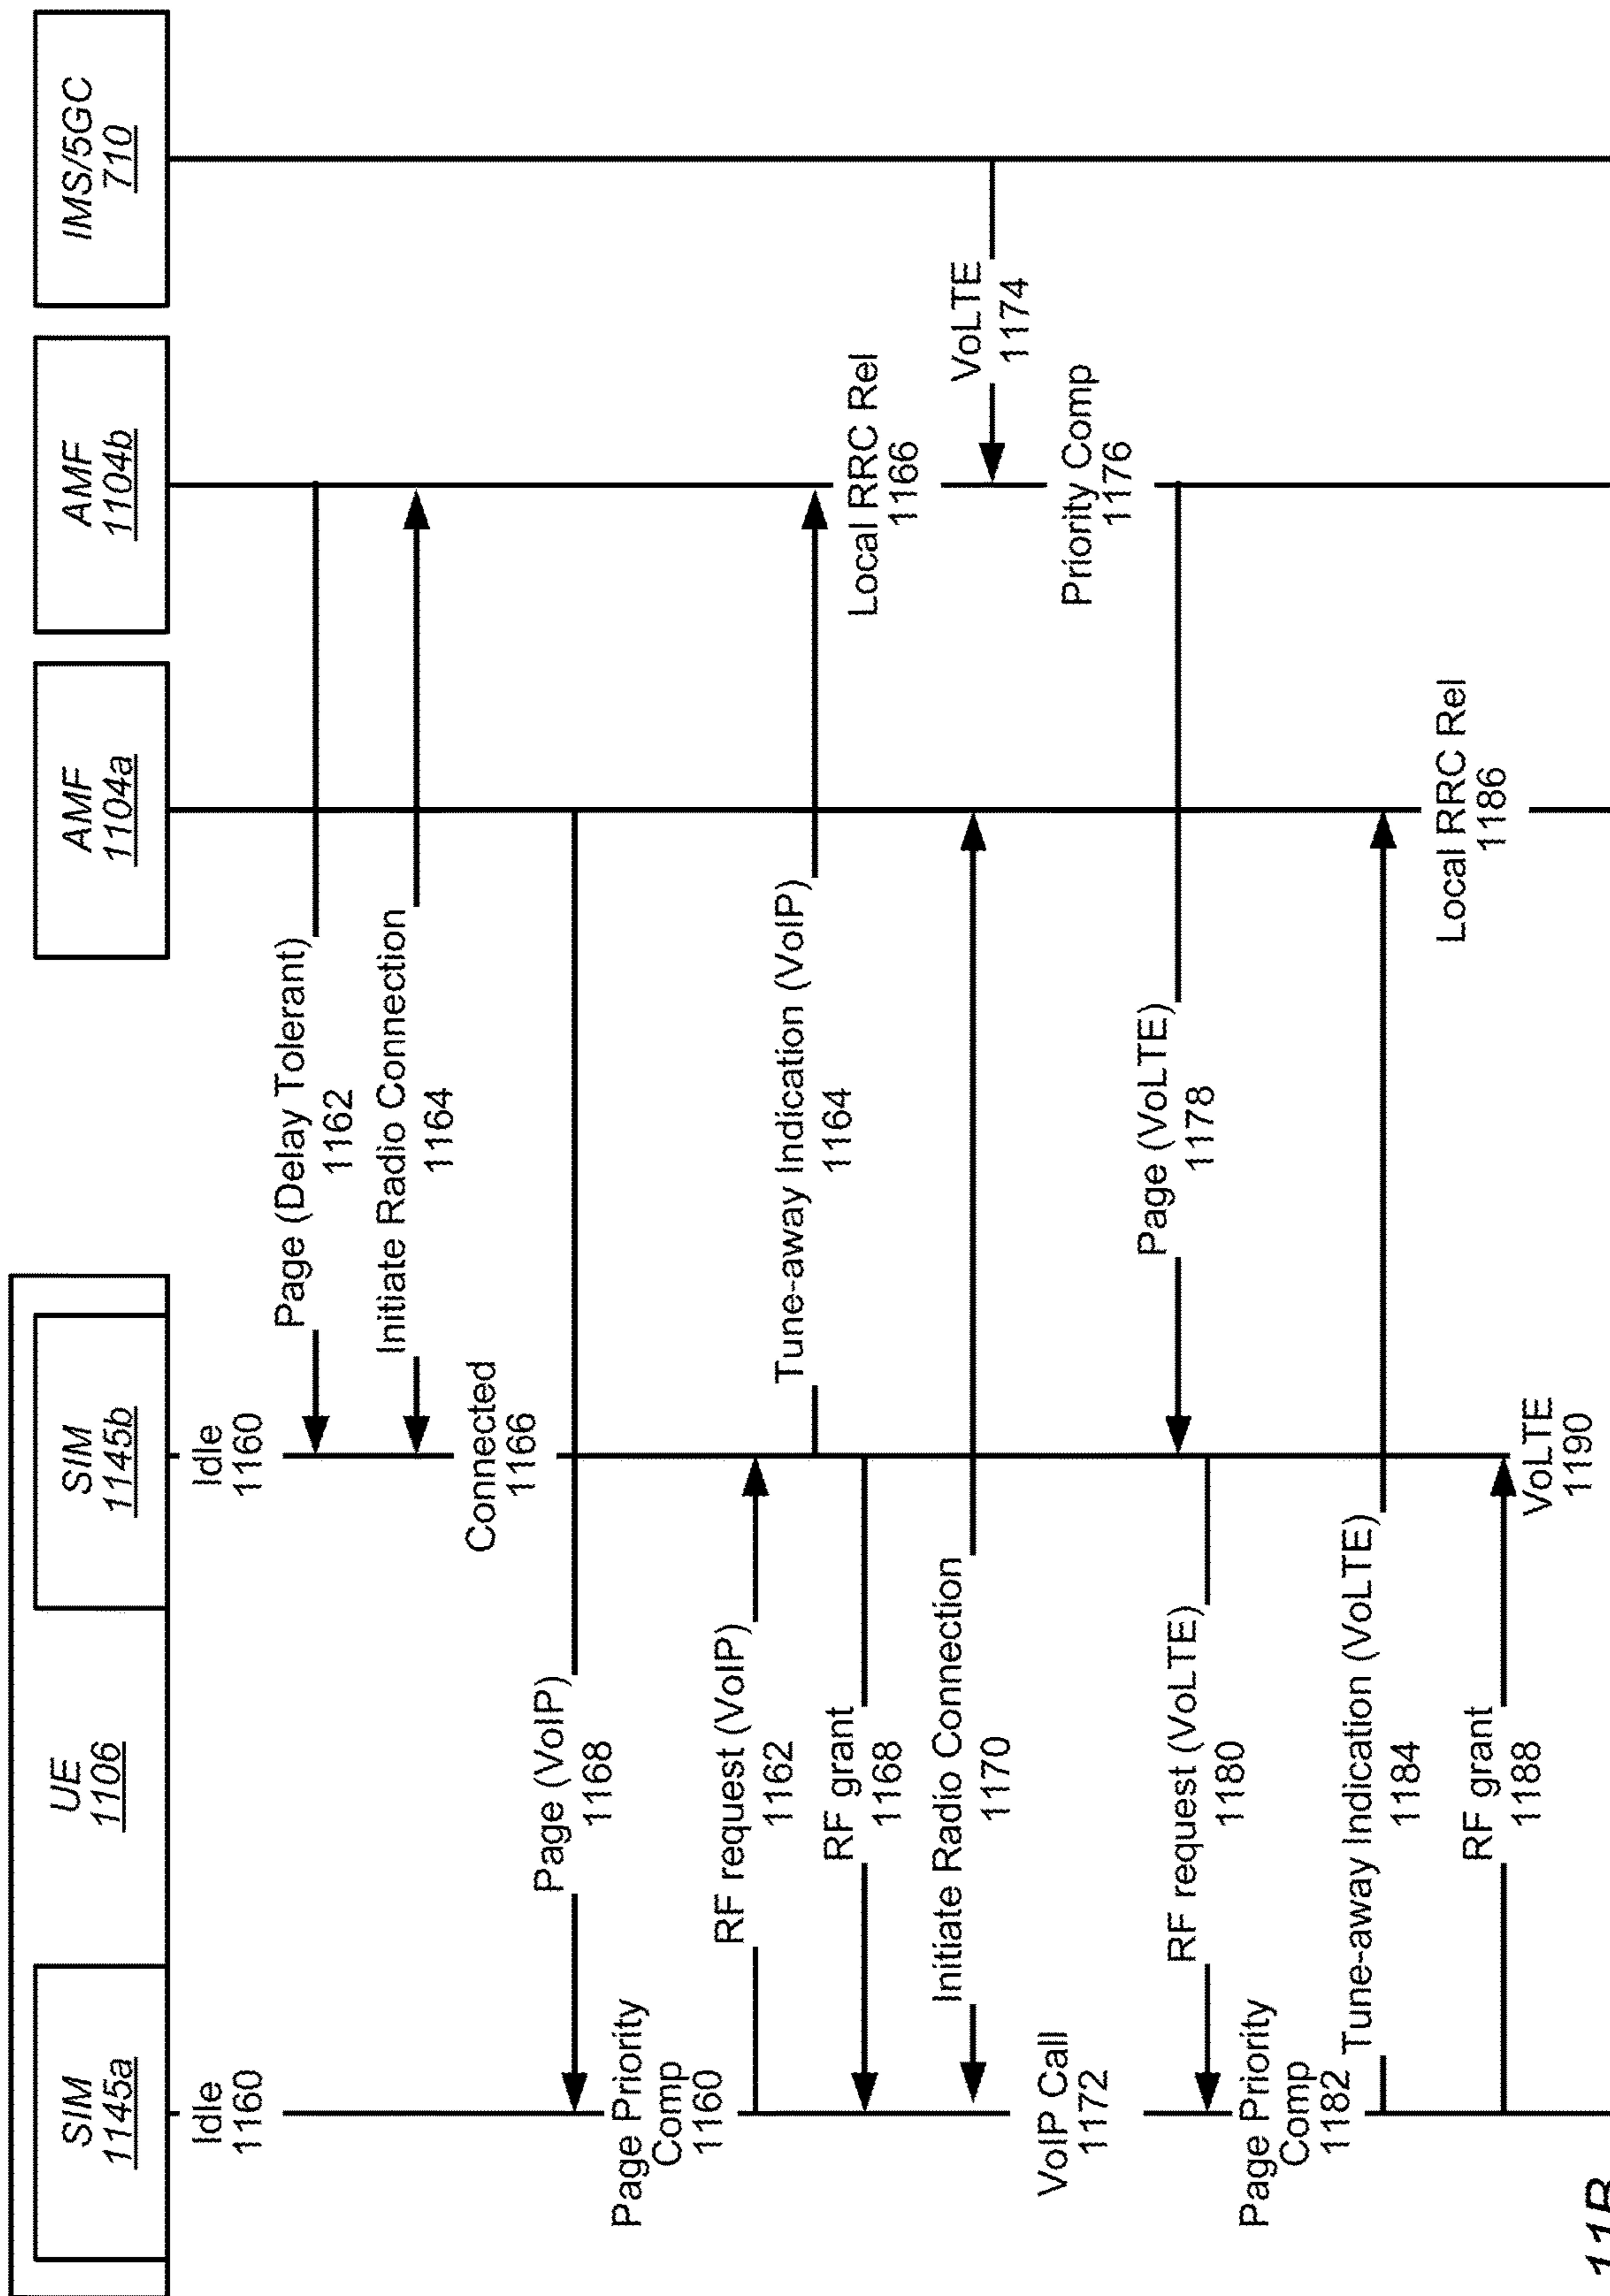 UE
1106
SIM
1145a
SIM
1145b
AMF
1104a
AMF
1104b
IMS/5GC
710
Idle
1160
Idle
1160
Page (Delay Tolerant)
1162
Initiate Radio Connection
1164
Connected
1166
Page (VoIP)
1168
Page Priority
Comp
1160
RF request (VoIP)
1162
Tune-away Indication (VoIP)
1164
Local RRC Rel
1166
RF grant
1168
Initiate Radio Connection
1170
VoLTE
1174
VoIP Call
1172
Priority Comp
1176
Page (VoLTE)
1178
RF request (VoLTE)
1180
Page Priority
Comp
1182
Tune-away Indication (VoLTE)
1184
Local RRC Rel
1186
RF grant
1188
VoLTE
1190
11B